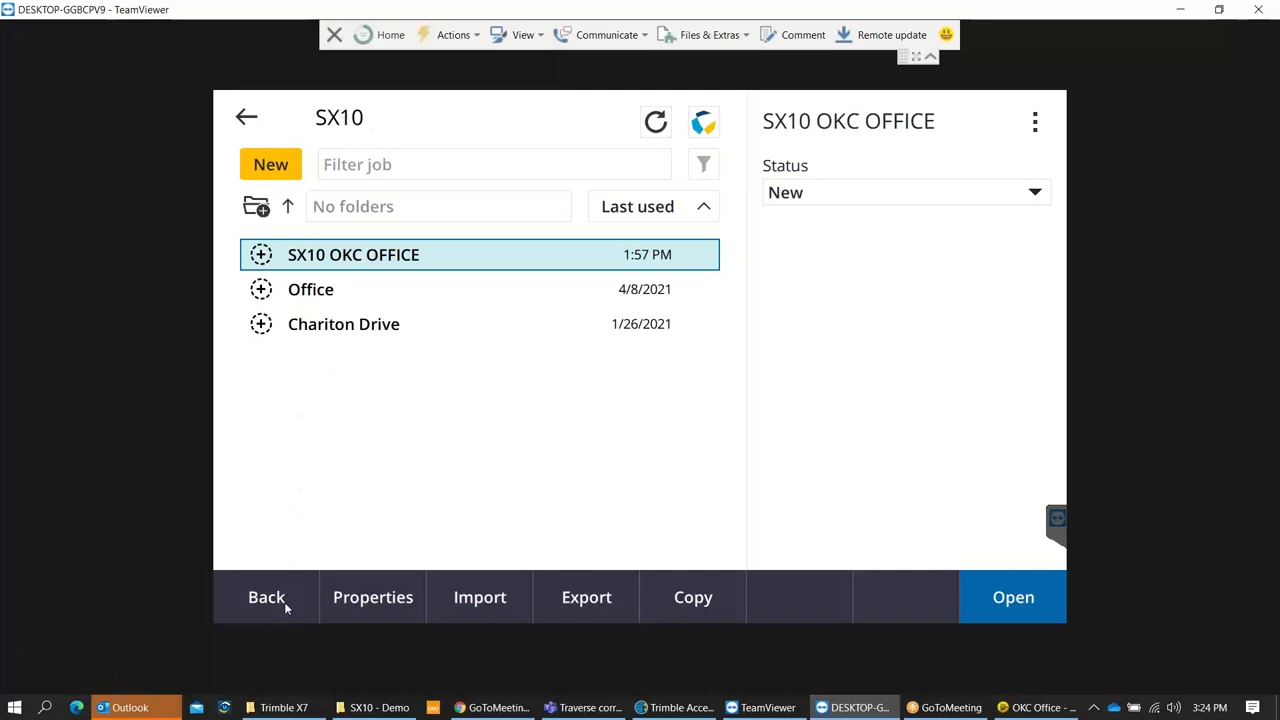 DESKTOP-GGBCPV9 - TeamViewer
Home Actions View Communicate Files & Extras Comment Remote update
SX10
New Filter job
No folders Last used
SX10 OKC OFFICE 1:57 PM
Office 4/8/2021
Chariton Drive 1/26/2021
SX10 OKC OFFICE
Status
New
Back Properties Import Export Copy Open
Outlook Trimble X7 SX10 - Demo GoToMeetin... Traverse corr... Trimble Acce... TeamViewer DESKTOP-G... GoToMeeting OKC Office - ... 3:24 PM